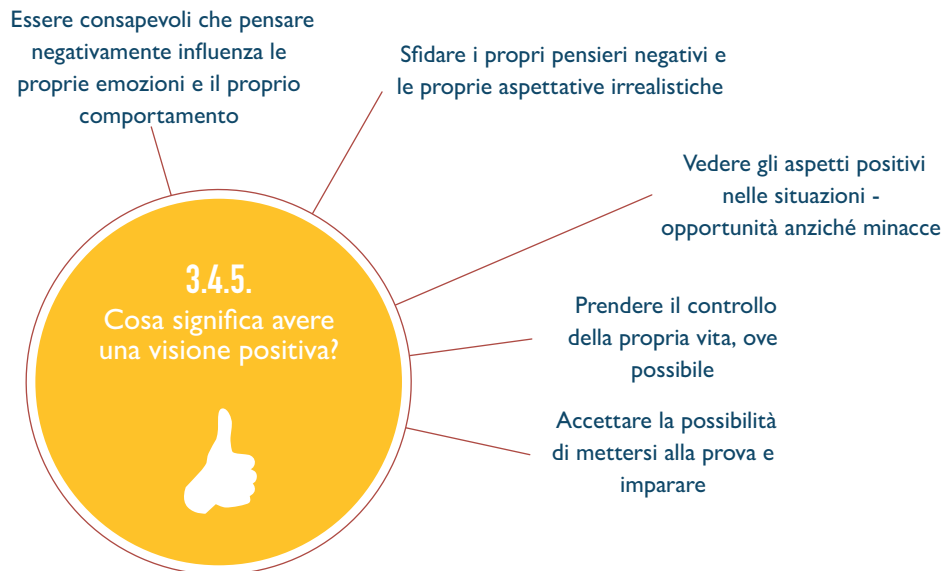 Essere consapevoli che pensare
negativamente influenza le
proprie emozioni e il proprio
comportamento
Sfidare i propri pensieri negativi e
le proprie aspettative irrealistiche
Vedere gli aspetti positivi
nelle situazioni -
opportunità anziché minacce
3.4.5.
Cosa significa avere
una visione positiva?
Prendere il controllo
della propria vita, ove
possibile
Accettare la possibilità
di mettersi alla prova e
imparare